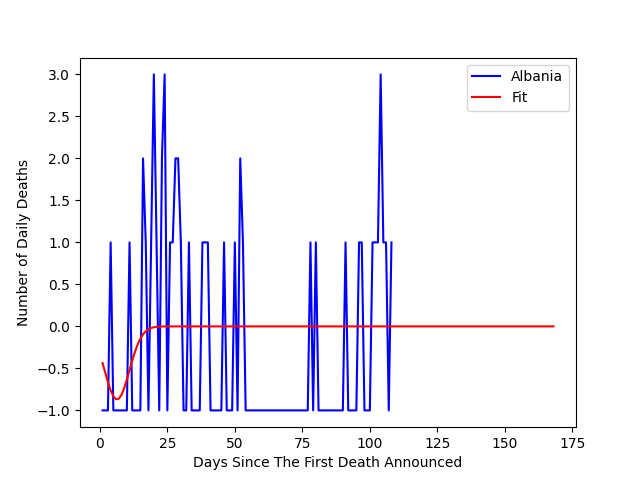 Albania
Fit
3.0
2.5
2.0
1.5
1.0
0.5
0.0
−0.5
−1.0
Number of Daily Deaths
0 25 50 75 100 125 150 175
Days Since The First Death Announced